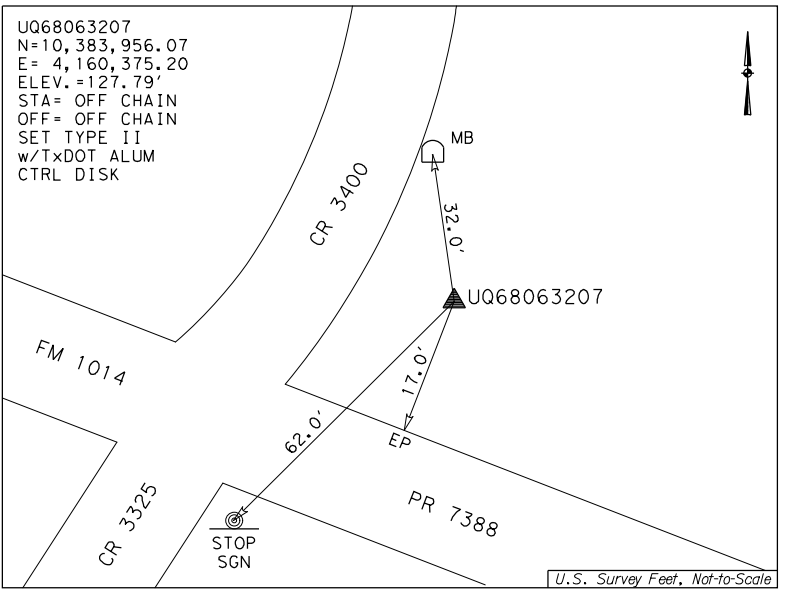 UQ68063207
N=10,383,956.07
E= 4,160,375.20
ELEV.=127.79'
STA= OFF CHAIN
OFF= OFF CHAIN
SET TYPE II
w/TxDOT ALUM
CTRL DISK
MB
CR 3400
32.0'
UQ68063207
FM 1014
17.0'
62.0'
EP
PR 7388
CR 3325
STOP
SGN
U.S. Survey Feet, Not-to-Scale